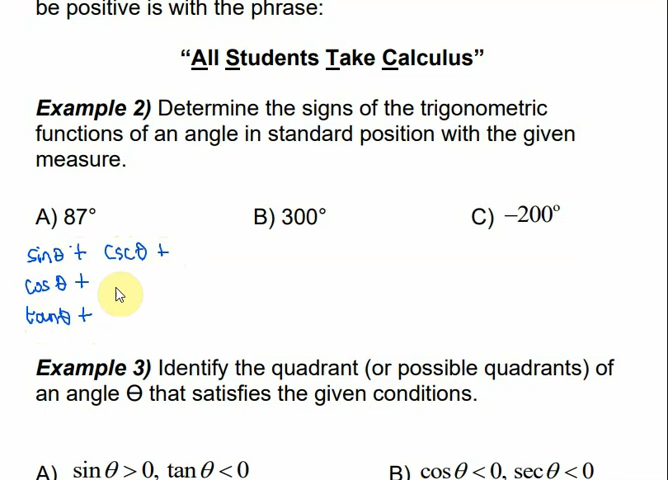 be positive is with the phrase:
“All Students Take Calculus”
Example 2) Determine the signs of the trigonometric
functions of an angle in standard position with the given
measure.
A) 87° B) 300° C) −200°
sinθ + cscθ +
cosθ +
tanθ +
Example 3) Identify the quadrant (or possible quadrants) of
an angle Θ that satisfies the given conditions.
A) sin θ > 0, tan θ < 0 B) cos θ < 0, sec θ < 0